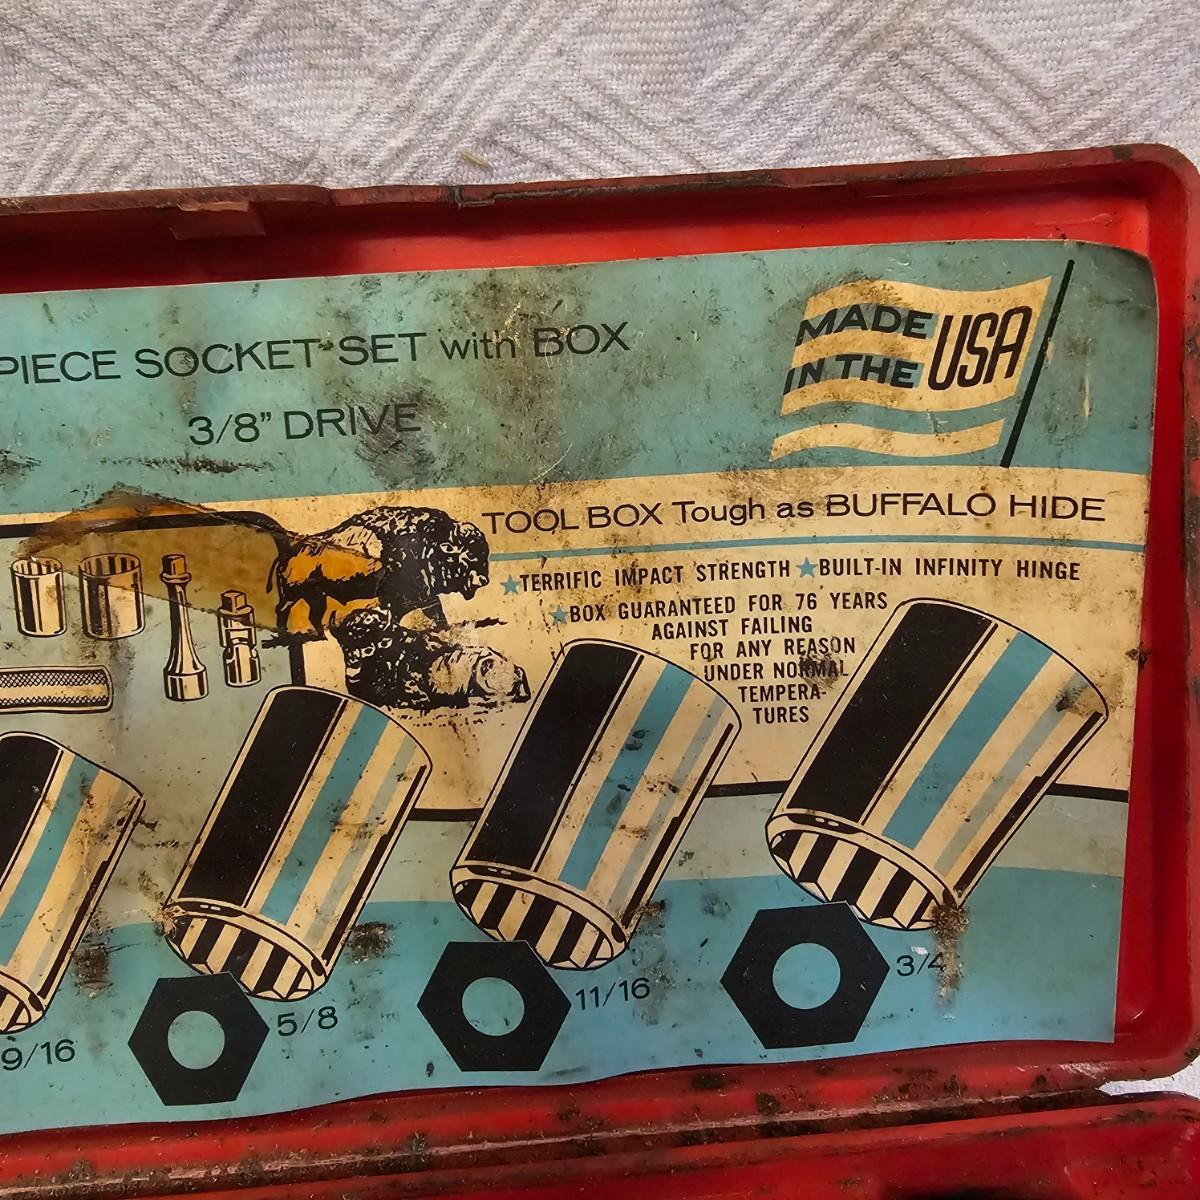 PIECE SOCKET SET with BOX
3/8” DRIVE
MADE
IN THE
USA
TOOL BOX Tough as BUFFALO HIDE
★TERRIFIC IMPACT STRENGTH ★BUILT-IN INFINITY HINGE
★BOX GUARANTEED FOR 76 YEARS
AGAINST FAILING
FOR ANY REASON
UNDER NORMAL
TEMPERA-
TURES
9/16
5/8
11/16
3/4